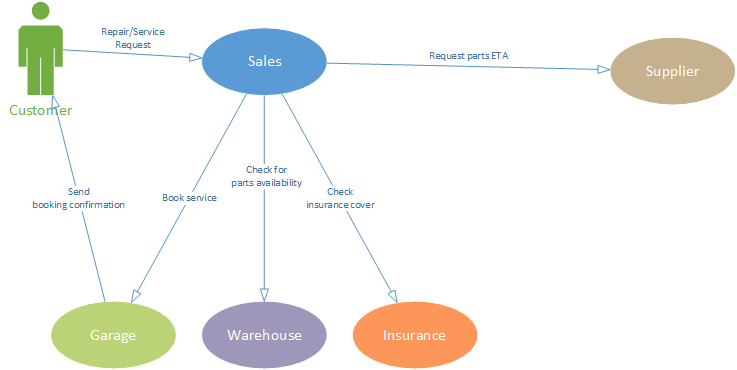 Repair/Service
Request
Sales
Request parts ETA
Supplier
Customer
Send
booking confirmation
Book service
Check for
parts availability
Check
insurance cover
Garage
Warehouse
Insurance